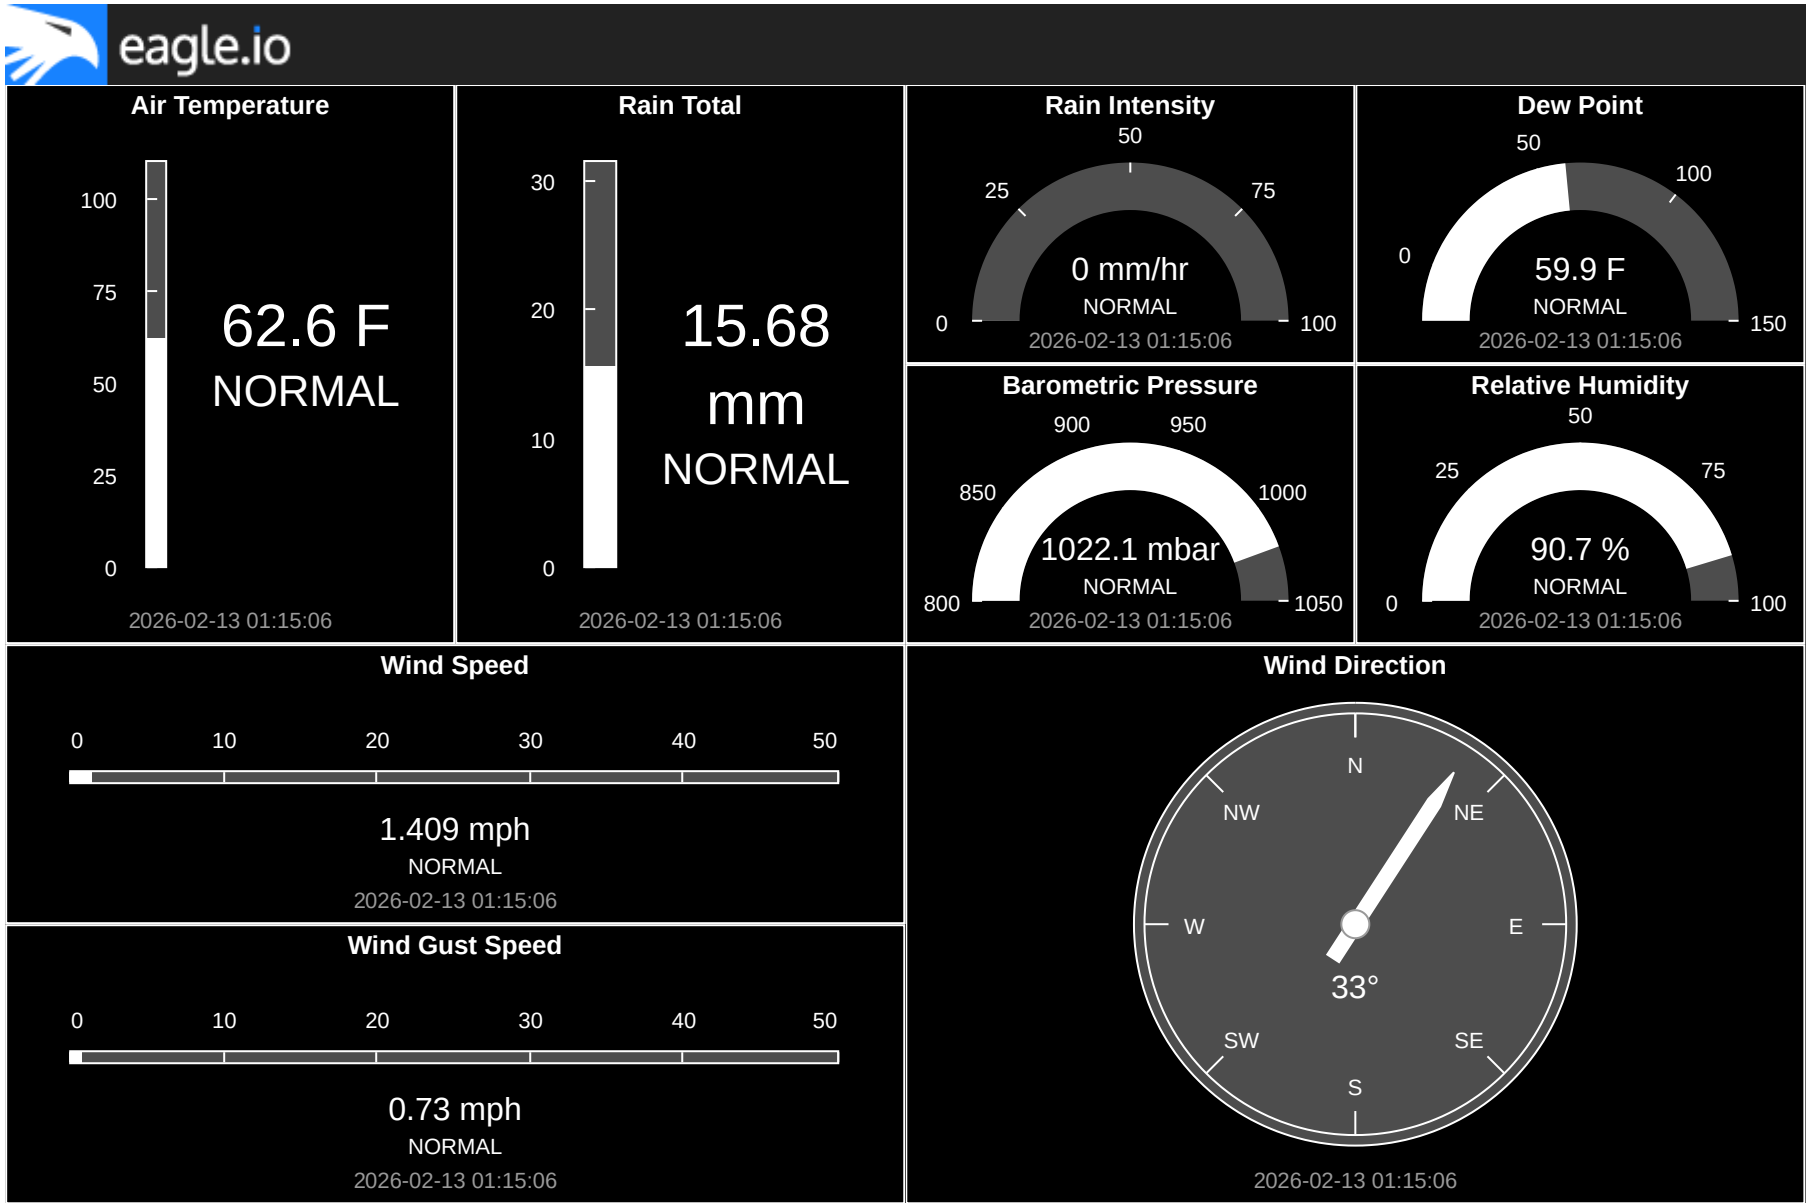 eagle.io
Air Temperature
100
75
50
25
0
62.6 F
NORMAL
2026-02-13 01:15:06
Rain Total
30
20
10
0
15.68
mm
NORMAL
2026-02-13 01:15:06
Rain Intensity
50
25
75
0
100
0 mm/hr
NORMAL
2026-02-13 01:15:06
Dew Point
50
100
0
150
59.9 F
NORMAL
2026-02-13 01:15:06
Barometric Pressure
900
950
850
1000
800
1050
1022.1 mbar
NORMAL
2026-02-13 01:15:06
Relative Humidity
50
25
75
0
100
90.7 %
NORMAL
2026-02-13 01:15:06
Wind Speed
0 10 20 30 40 50
1.409 mph
NORMAL
2026-02-13 01:15:06
Wind Gust Speed
0 10 20 30 40 50
0.73 mph
NORMAL
2026-02-13 01:15:06
Wind Direction
N
NW
NE
W
E
33°
SW
SE
S
2026-02-13 01:15:06